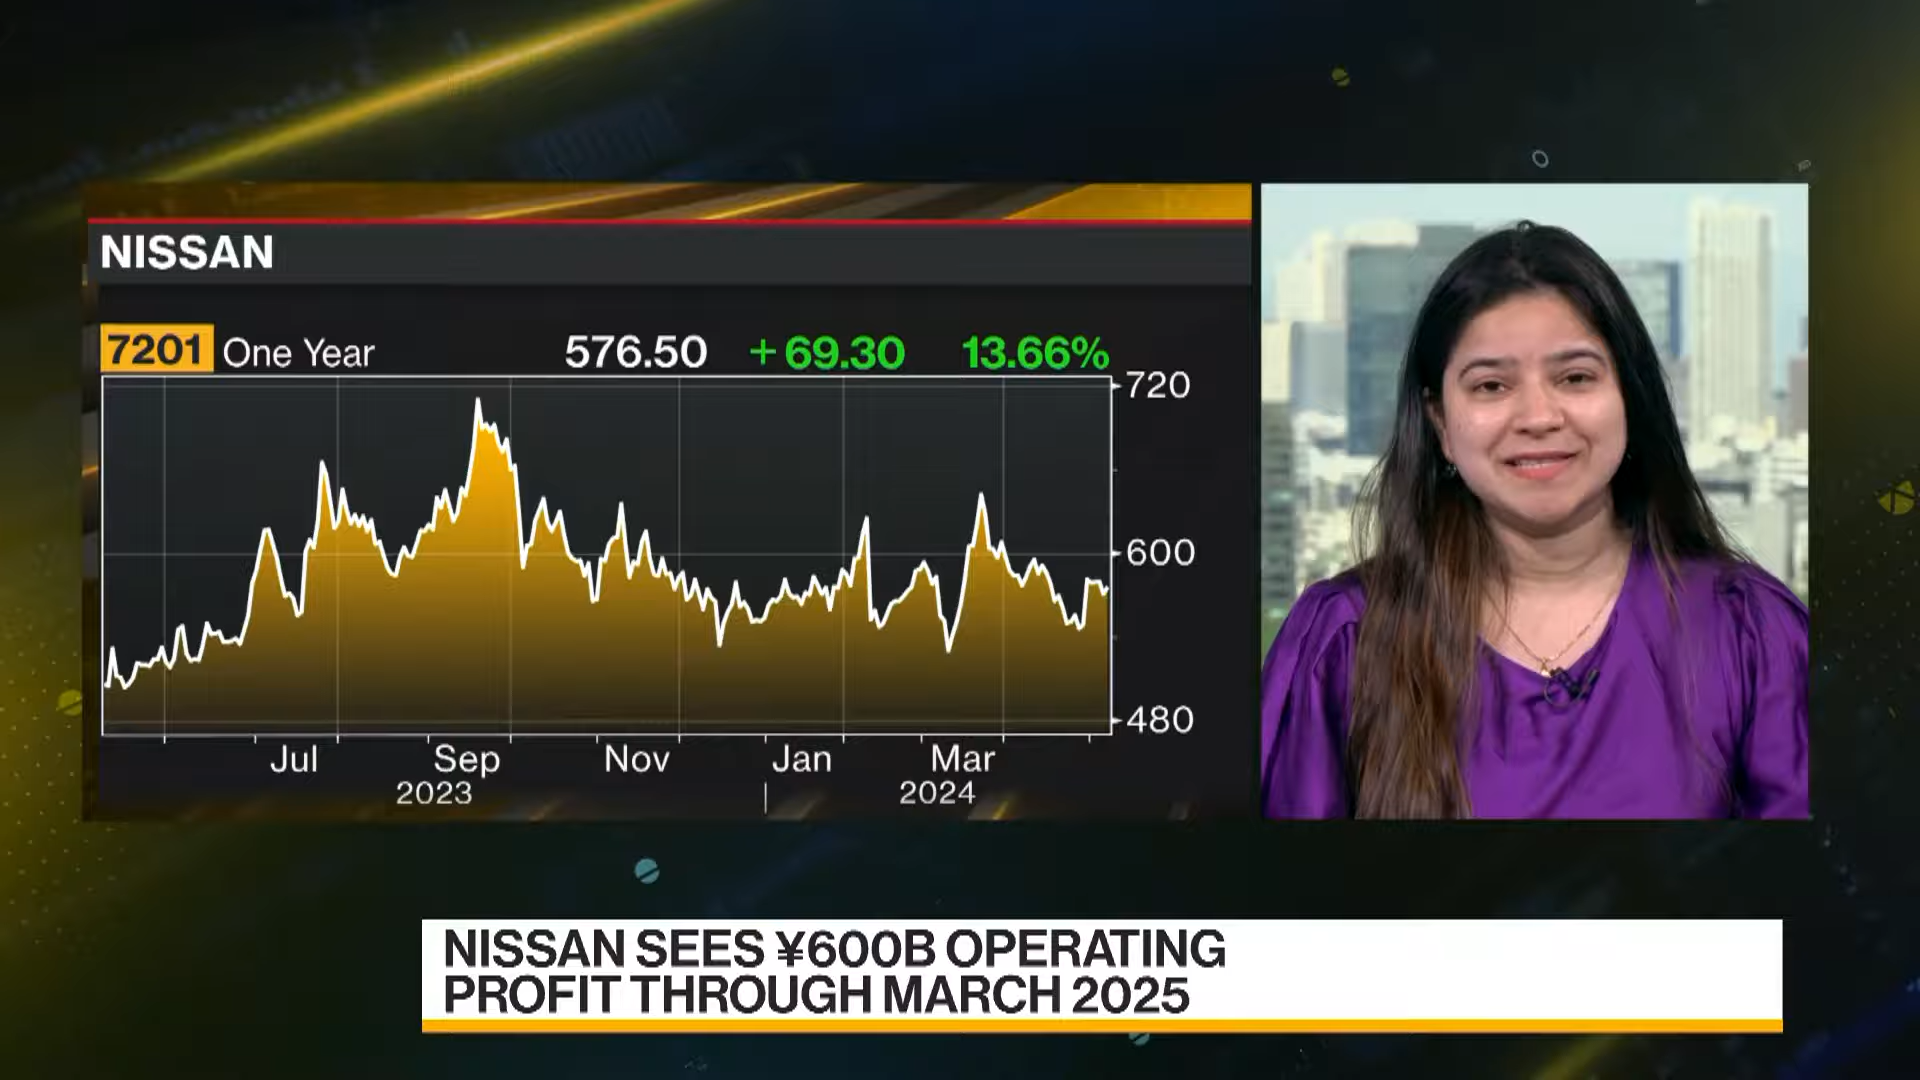 NISSAN
7201 One Year 576.50 +69.30 13.66%
720
600
480
Jul Sep Nov Jan Mar
2023 2024
NISSAN SEES ¥600B OPERATING
PROFIT THROUGH MARCH 2025